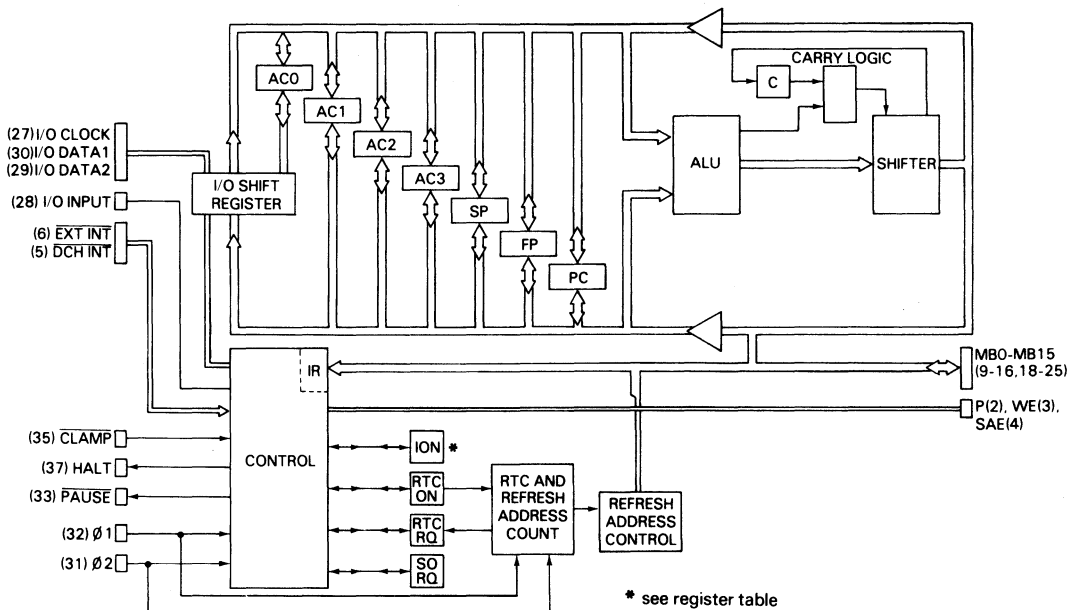 CARRY LOGIC
C
AC0
AC1
AC2
AC3
SP
FP
PC
ALU
SHIFTER
(27) I/O CLOCK
(30) I/O DATA1
(29) I/O DATA2
(28) I/O INPUT
I/O SHIFT
REGISTER
(6) EXT INT
(5) DCH INT
IR
MB0-MB15
(9-16,18-25)
P(2), WE(3),
SAE(4)
(35) CLAMP
(37) HALT
(33) PAUSE
(32) Ø1
(31) Ø2
CONTROL
ION *
RTC
ON
RTC
RQ
SO
RQ
RTC AND
REFRESH
ADDRESS
COUNT
REFRESH
ADDRESS
CONTROL
* see register table